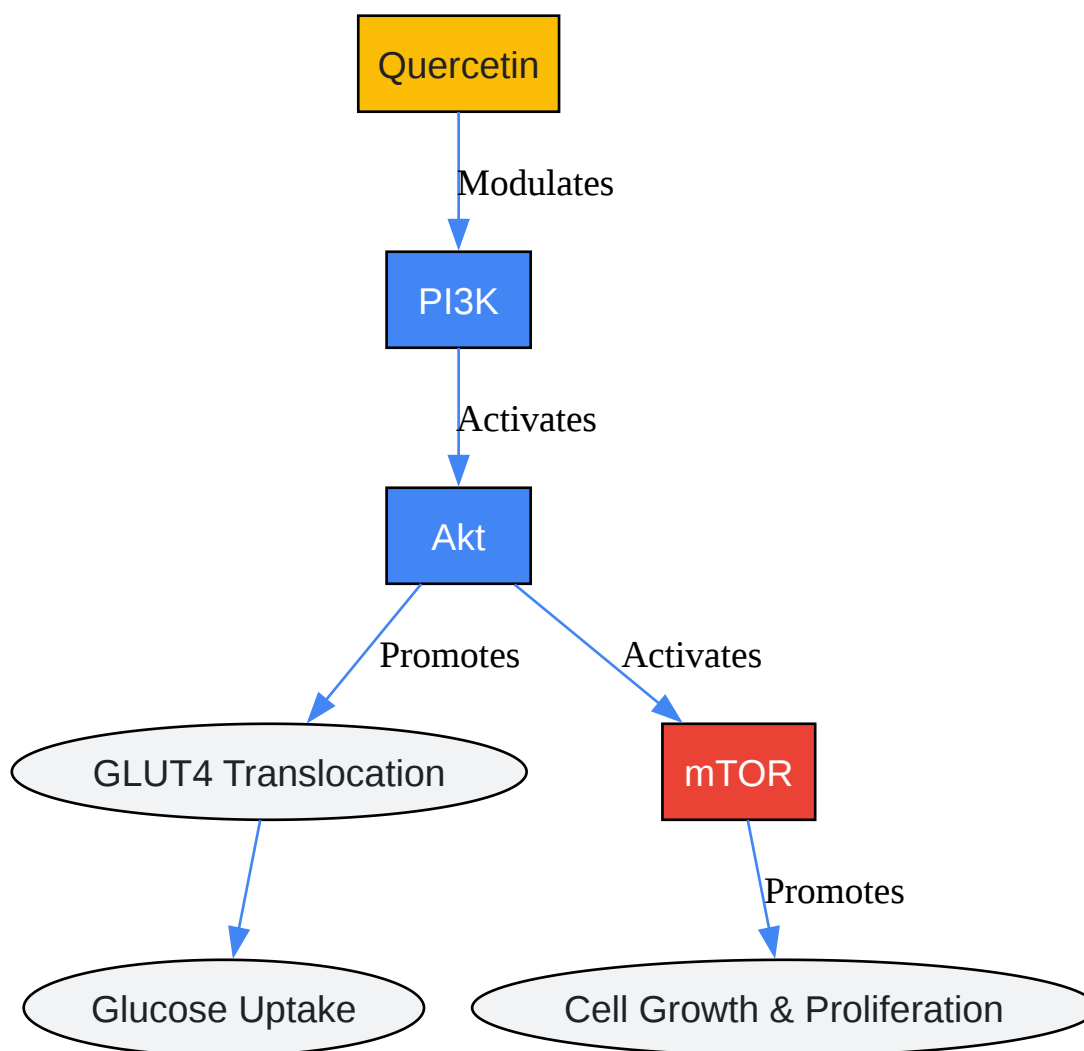 Quercetin
Modulates
PI3K
Activates
Akt
Promotes
Activates
GLUT4 Translocation
mTOR
Promotes
Glucose Uptake
Cell Growth & Proliferation